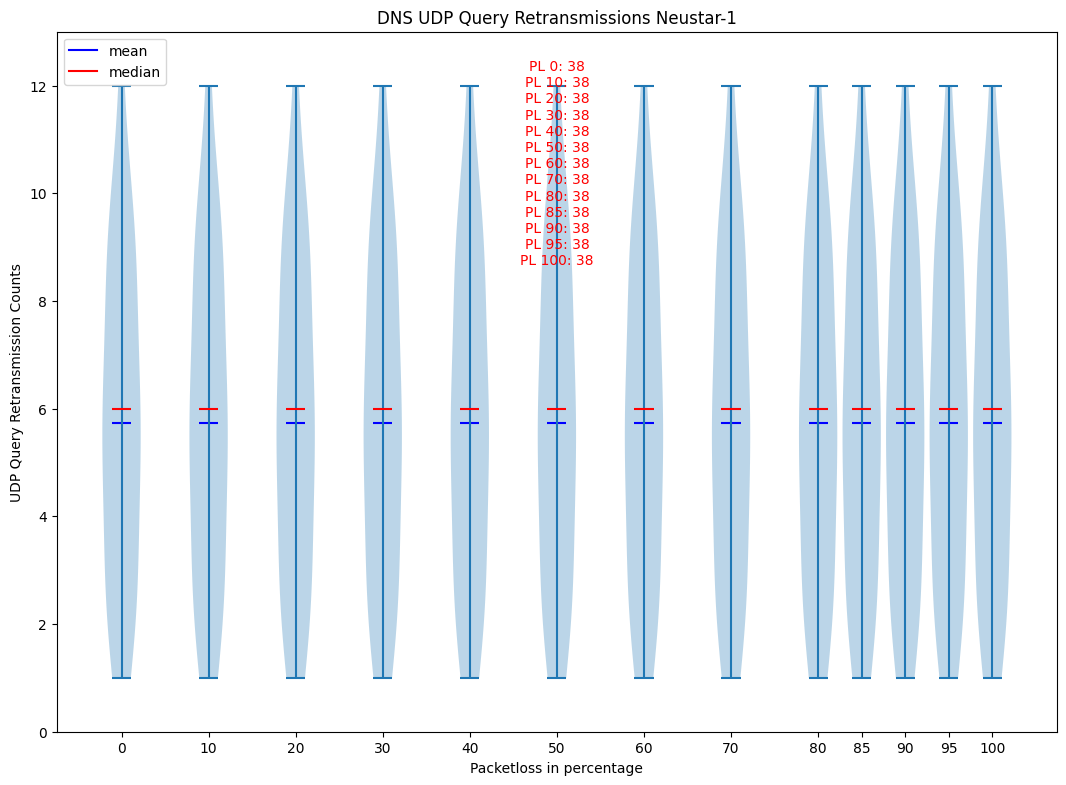 DNS UDP Query Retransmissions Neustar-1
mean
median
PL 0: 38
PL 10: 38
PL 20: 38
PL 30: 38
PL 40: 38
PL 50: 38
PL 60: 38
PL 70: 38
PL 80: 38
PL 85: 38
PL 90: 38
PL 95: 38
PL 100: 38
12
10
8
6
4
2
0
UDP Query Retransmission Counts
0 10 20 30 40 50 60 70 80 85 90 95 100
Packetloss in percentage